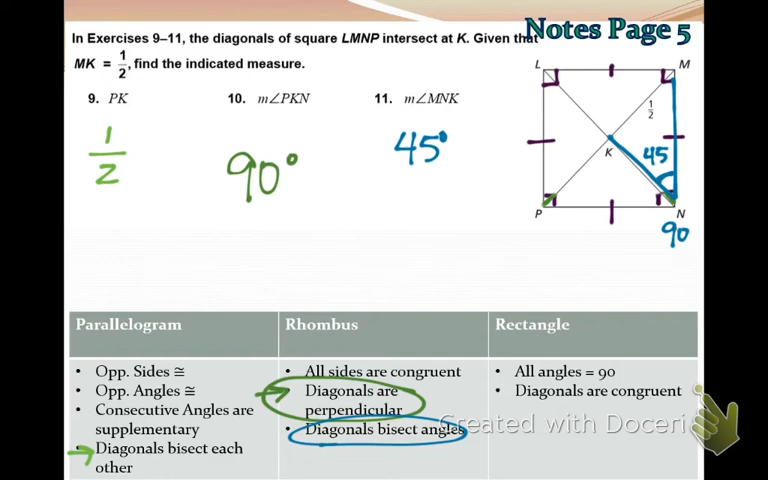 Notes Page 5
In Exercises 9–11, the diagonals of square LMNP intersect at K. Given that
MK = 1/2, find the indicated measure.
9. PK
10. m∠PKN
11. m∠MNK
1/2
90°
45°
L
M
1/2
K
45
P
N
90
Parallelogram
Rhombus
Rectangle
• Opp. Sides ≅
• Opp. Angles ≅
• Consecutive Angles are
supplementary
• Diagonals bisect each
other
• All sides are congruent
• Diagonals are
perpendicular
• Diagonals bisect angles
• All angles = 90
• Diagonals are congruent
Created with Doceri